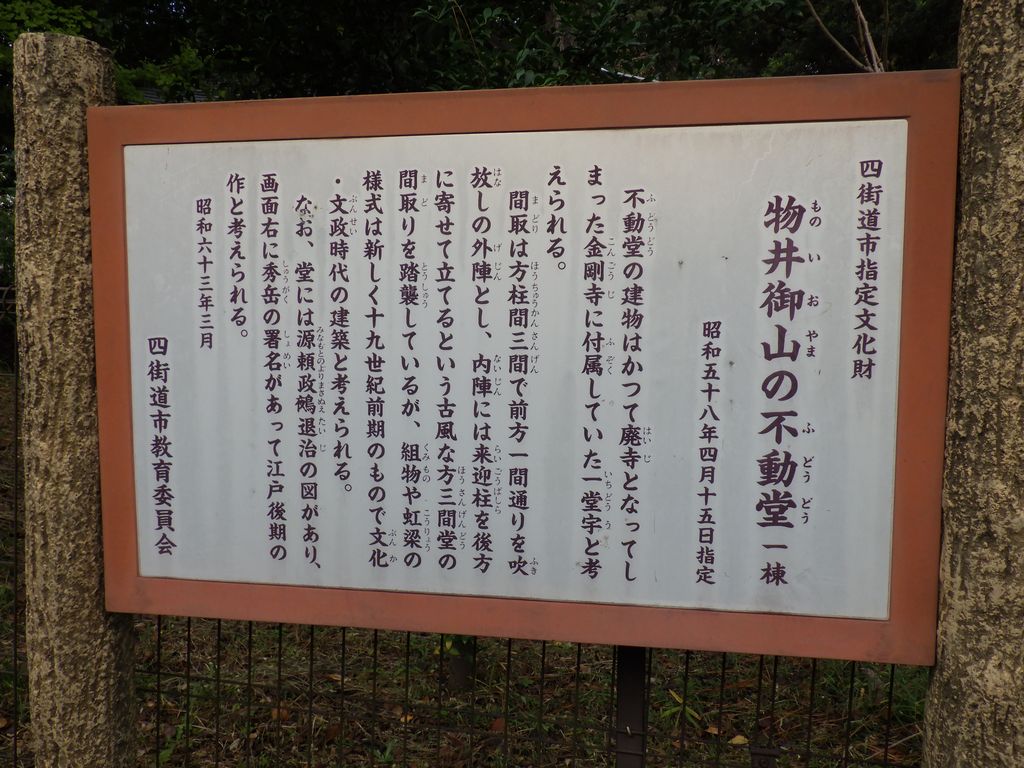 四街道市指定文化財
物井御山の不動堂一棟
昭和五十八年四月十五日指定
不動堂の建物はかつて廃寺となってし
まった金剛寺に付属していた一堂宇と考
えられる。
間取は方柱間三間で前方一間通りを吹
放しの外陣とし、内陣には来迎柱を後方
に寄せて立てるという古風な方三間堂の
間取りを踏襲しているが、組物や虹梁の
様式は新しく十九世紀前期のもので文化
・文政時代の建築と考えられる。
なお、堂には源頼政鵺退治の図があり、
画面右に秀岳の署名があって江戸後期の
作と考えられる。
昭和六十三年三月
四街道市教育委員会